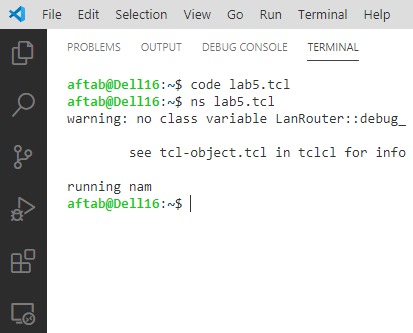 File Edit Selection View Go Run Terminal Help
PROBLEMS OUTPUT DEBUG CONSOLE TERMINAL
aftab@Dell16:~$ code lab5.tcl
aftab@Dell16:~$ ns lab5.tcl
warning: no class variable LanRouter::debug_
see tcl-object.tcl in tclcl for info
running nam
aftab@Dell16:~$